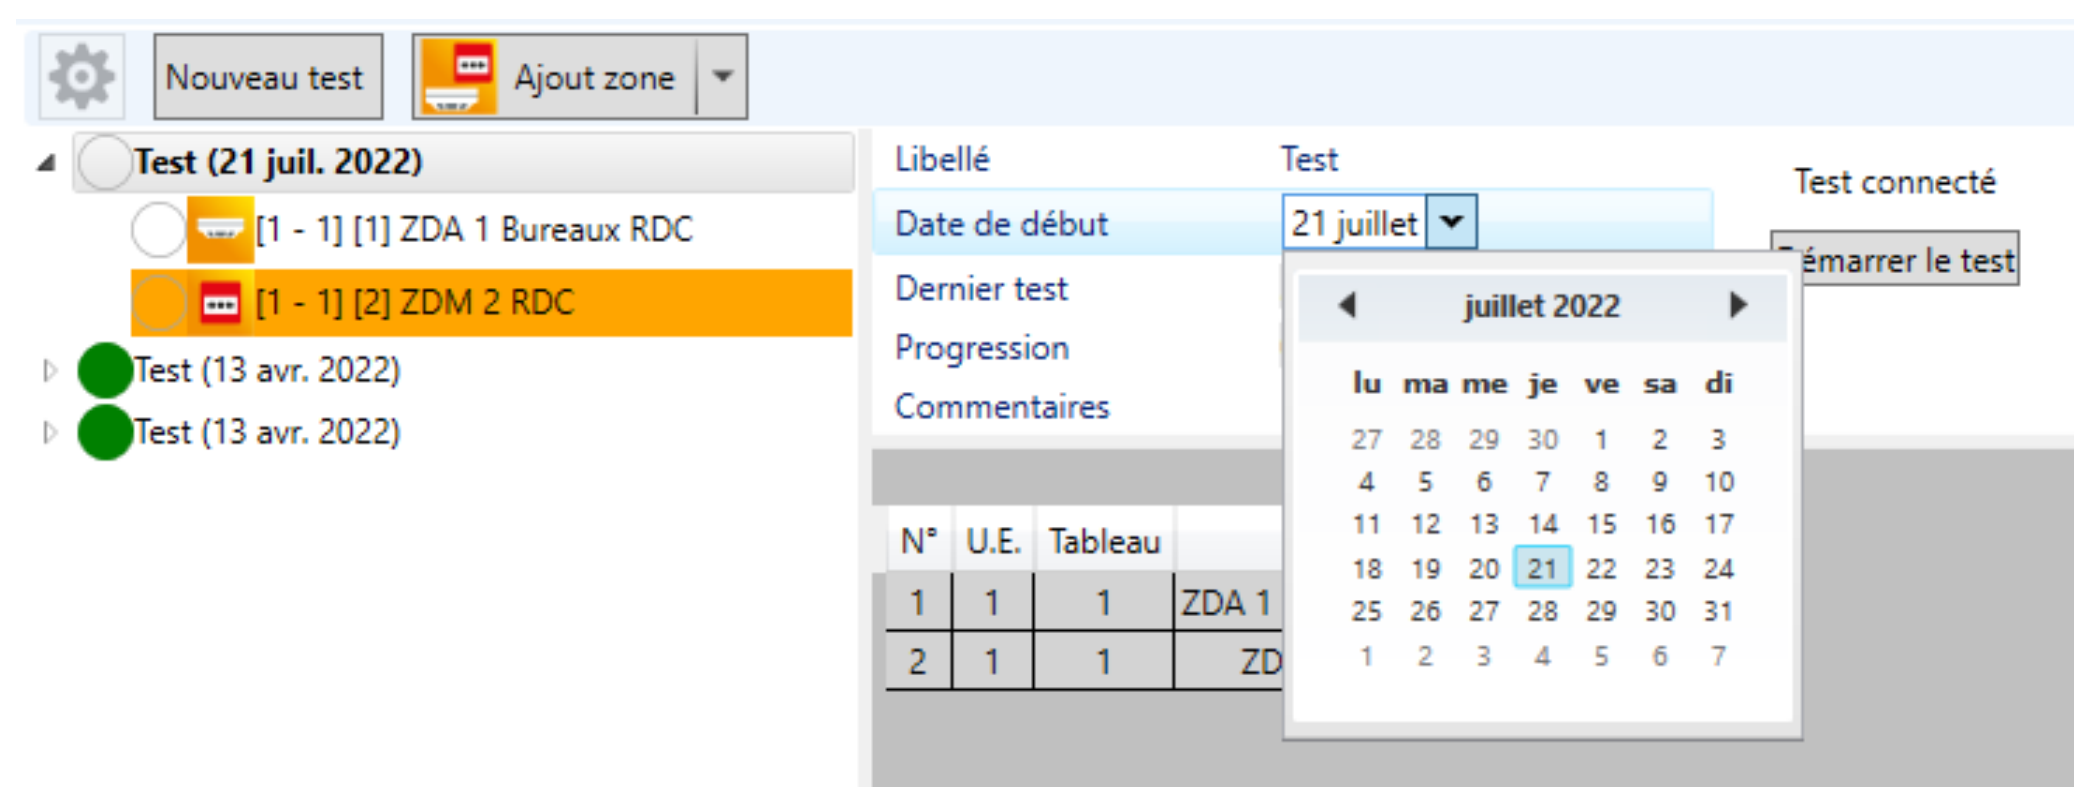 Nouveau test
Ajout zone
Test (21 juil. 2022)
[1 - 1] [1] ZDA 1 Bureaux RDC
[1 - 1] [2] ZDM 2 RDC
Test (13 avr. 2022)
Test (13 avr. 2022)
Libellé Test
Date de début 21 juillet
Dernier test
Progression
Commentaires
Test connecté
émarrer le test
juillet 2022
lu ma me je ve sa di
27 28 29 30 1 2 3
4 5 6 7 8 9 10
11 12 13 14 15 16 17
18 19 20 21 22 23 24
25 26 27 28 29 30 31
1 2 3 4 5 6 7
N° U.E. Tableau
1 1 1 ZDA 1
2 1 1 ZD